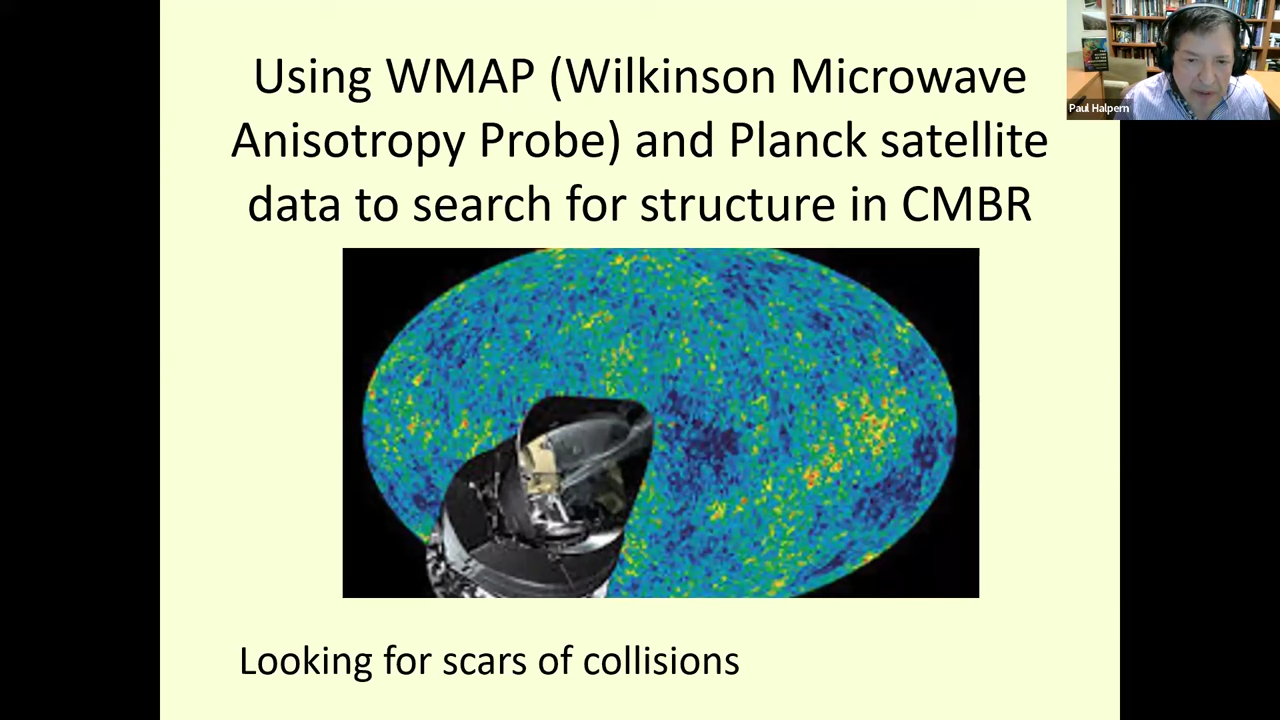 Using WMAP (Wilkinson Microwave
Anisotropy Probe) and Planck satellite
data to search for structure in CMBR
Paul Halpern
Looking for scars of collisions